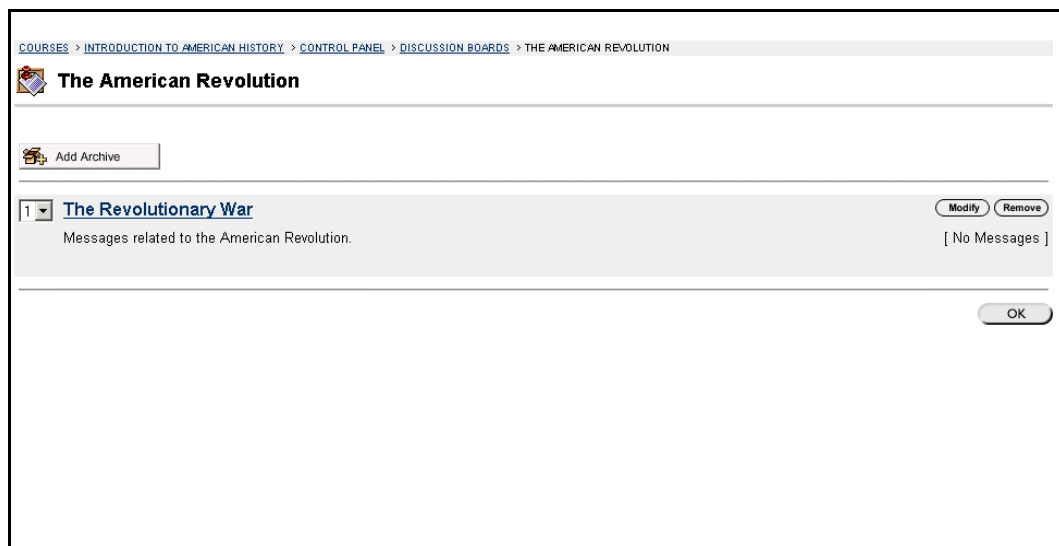 COURSES > INTRODUCTION TO AMERICAN HISTORY > CONTROL PANEL > DISCUSSION BOARDS > THE AMERICAN REVOLUTION
The American Revolution
Add Archive
1 The Revolutionary War Modify Remove
Messages related to the American Revolution. [ No Messages ]
OK